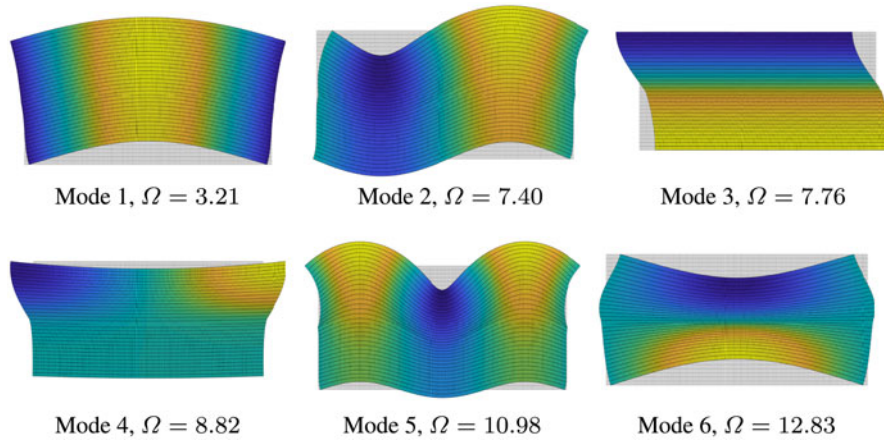 Mode 1, Ω = 3.21
Mode 2, Ω = 7.40
Mode 3, Ω = 7.76
Mode 4, Ω = 8.82
Mode 5, Ω = 10.98
Mode 6, Ω = 12.83